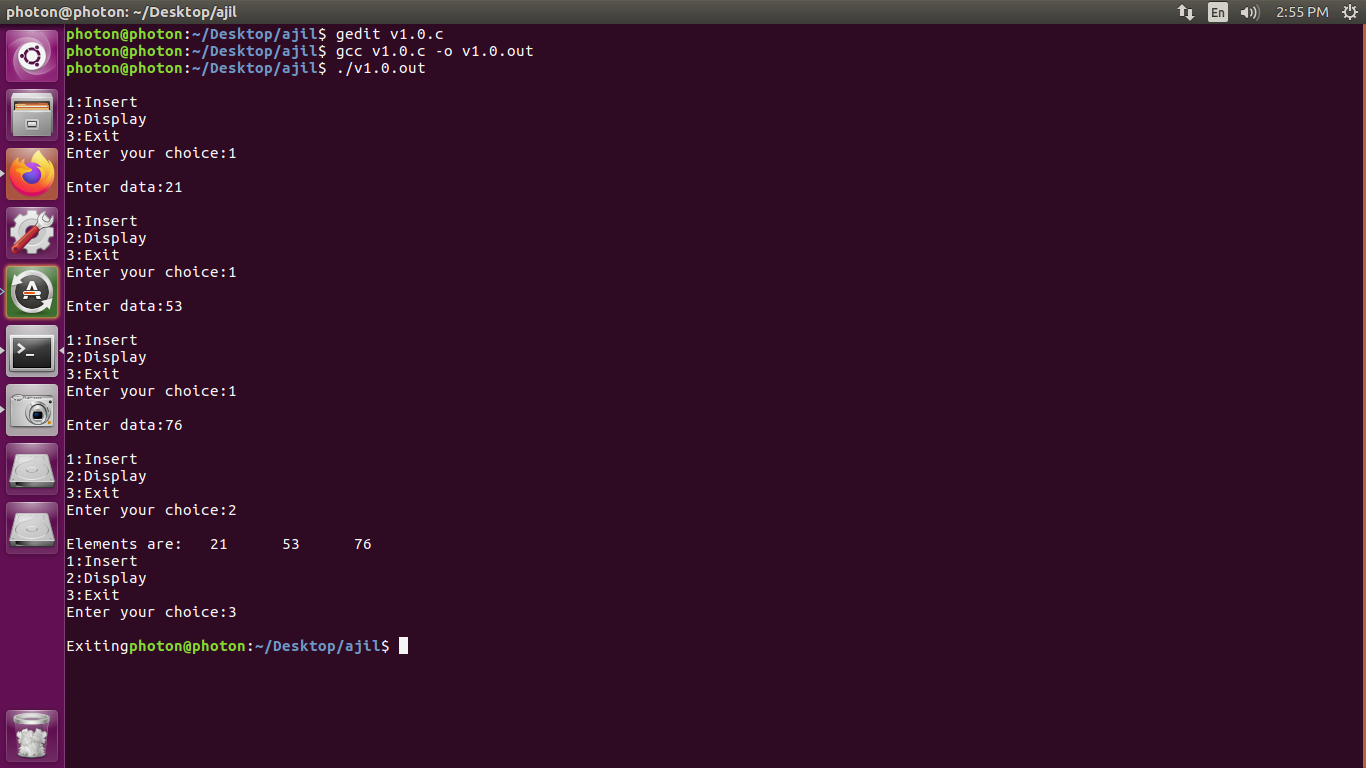 photon@photon: ~/Desktop/ajil
En
2:55 PM
photon@photon:~/Desktop/ajil$ gedit v1.0.c
photon@photon:~/Desktop/ajil$ gcc v1.0.c -o v1.0.out
photon@photon:~/Desktop/ajil$ ./v1.0.out
1:Insert
2:Display
3:Exit
Enter your choice:1
Enter data:21
1:Insert
2:Display
3:Exit
Enter your choice:1
Enter data:53
1:Insert
2:Display
3:Exit
Enter your choice:1
Enter data:76
1:Insert
2:Display
3:Exit
Enter your choice:2
Elements are:   21      53      76
1:Insert
2:Display
3:Exit
Enter your choice:3
Exitingphoton@photon:~/Desktop/ajil$